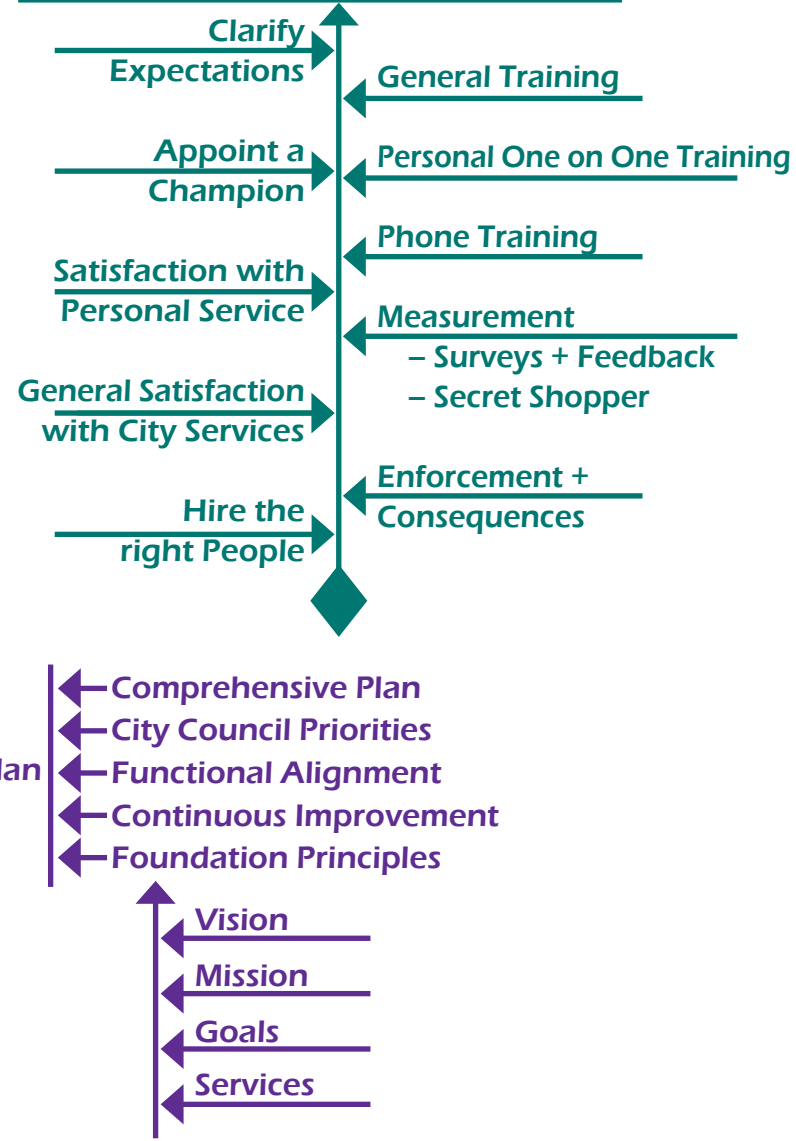 Clarify
Expectations
General Training
Appoint a
Champion
Personal One on One Training
Phone Training
Satisfaction with
Personal Service
Measurement
– Surveys + Feedback
– Secret Shopper
General Satisfaction
with City Services
Enforcement +
Consequences
Hire the
right People
Comprehensive Plan
City Council Priorities
Functional Alignment
Continuous Improvement
Foundation Principles
Vision
Mission
Goals
Services